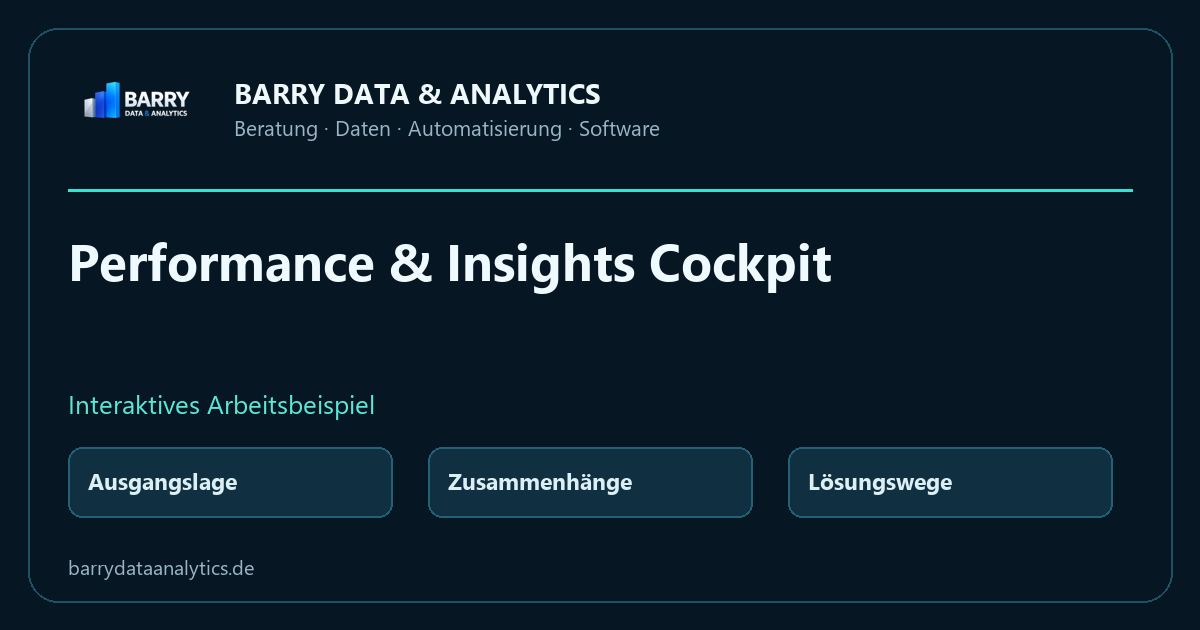 BARRY
DATA & ANALYTICS
BARRY DATA & ANALYTICS
Beratung · Daten · Automatisierung · Software
Performance & Insights Cockpit
Interaktives Arbeitsbeispiel
Ausgangslage
Zusammenhänge
Lösungswege
barrydataanalytics.de